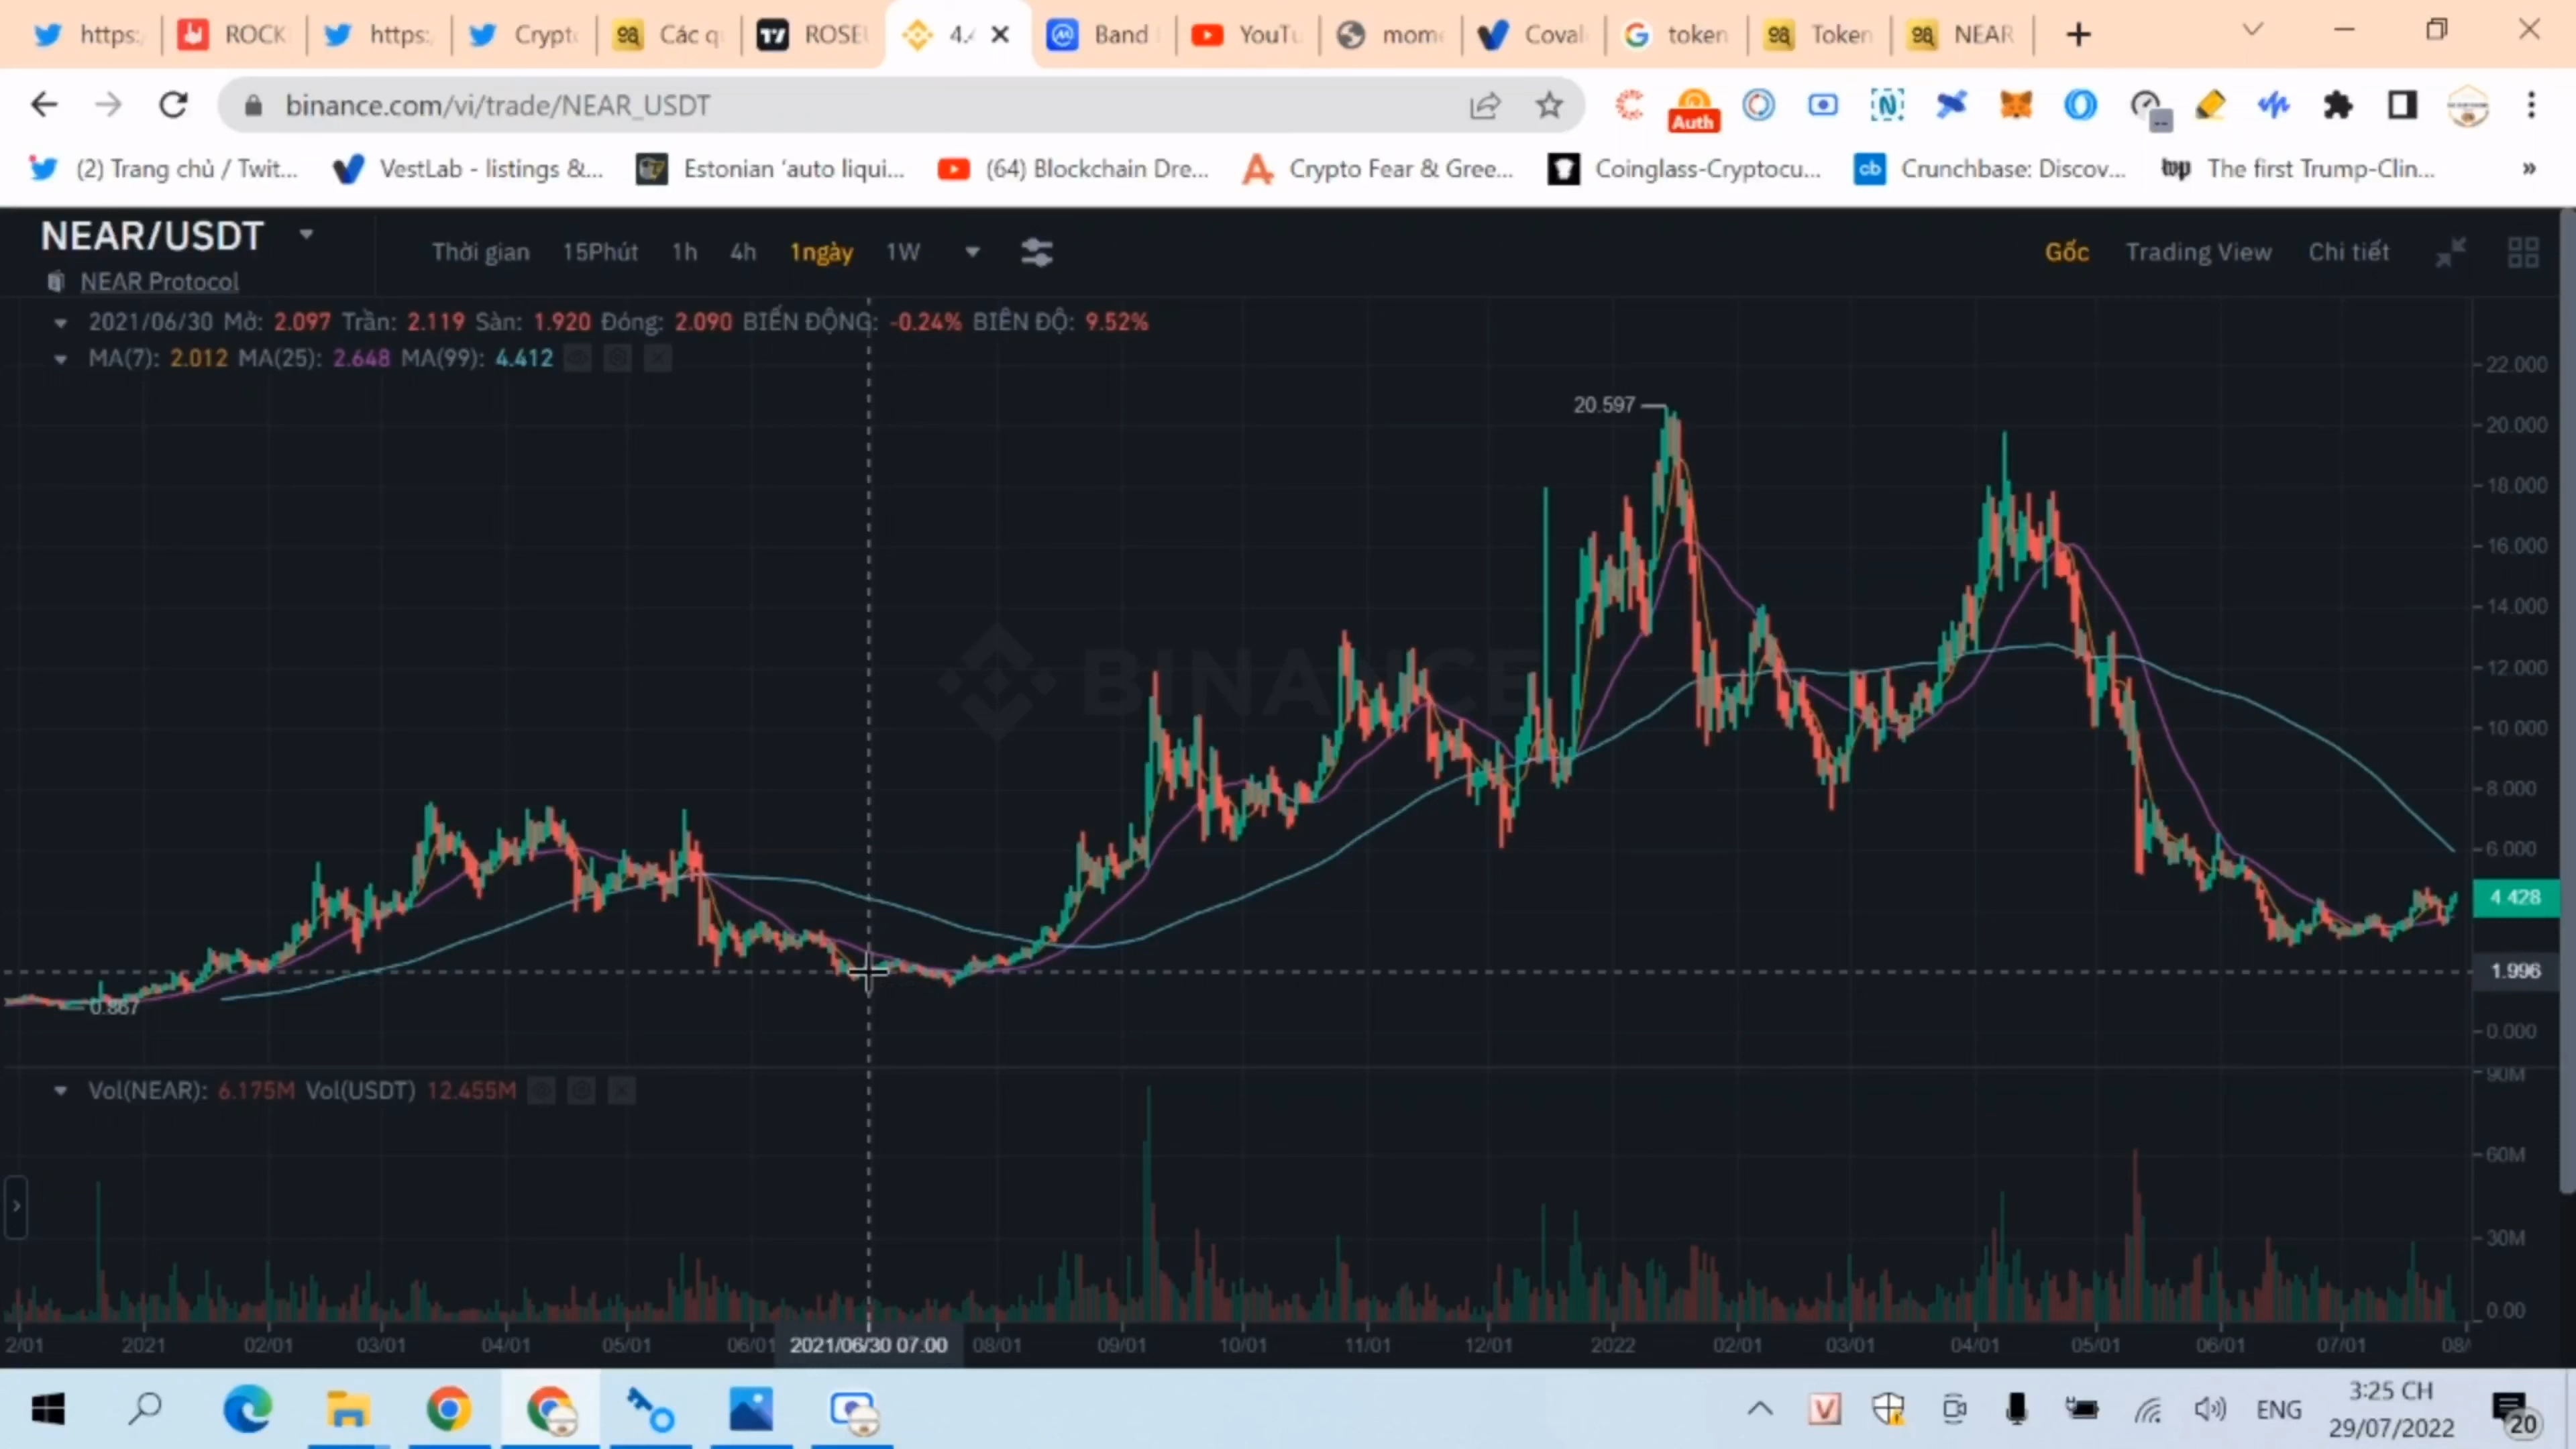 https:
ROCK
https:
Crypt
Các q
ROSE
4.
Band
YouTu
mome
Coval
token
Token
NEAR
binance.com/vi/trade/NEAR_USDT
Auth
(2) Trang chủ / Twit...
VestLab - listings &...
Estonian ‘auto liqui...
(64) Blockchain Dre...
Crypto Fear & Gree...
Coinglass-Cryptocu...
Crunchbase: Discov...
The first Trump-Clin...
»
NEAR/USDT
NEAR Protocol
Thời gian 15Phút 1h 4h 1ngày 1W
Gốc Trading View Chi tiết
2021/06/30 Mở: 2.097 Trần: 2.119 Sàn: 1.920 Đóng: 2.090 BIẾN ĐỘNG: -0.24% BIÊN ĐỘ: 9.52%
MA(7): 2.012 MA(25): 2.648 MA(99): 4.412
22.000
20.597
20.000
18.000
16.000
14.000
12.000
BINANCE
10.000
8.000
6.000
4.428
1.996
0.867
0.000
Vol(NEAR): 6.175M Vol(USDT) 12.455M
90M
60M
30M
0.00
2/01 2021 02/01 03/01 04/01 05/01 06/01 2021/06/30 07:00 08/01 09/01 10/01 11/01 12/01 2022 02/01 03/01 04/01 05/01 06/01 07/01 08/
ENG
3:25 CH
29/07/2022
20